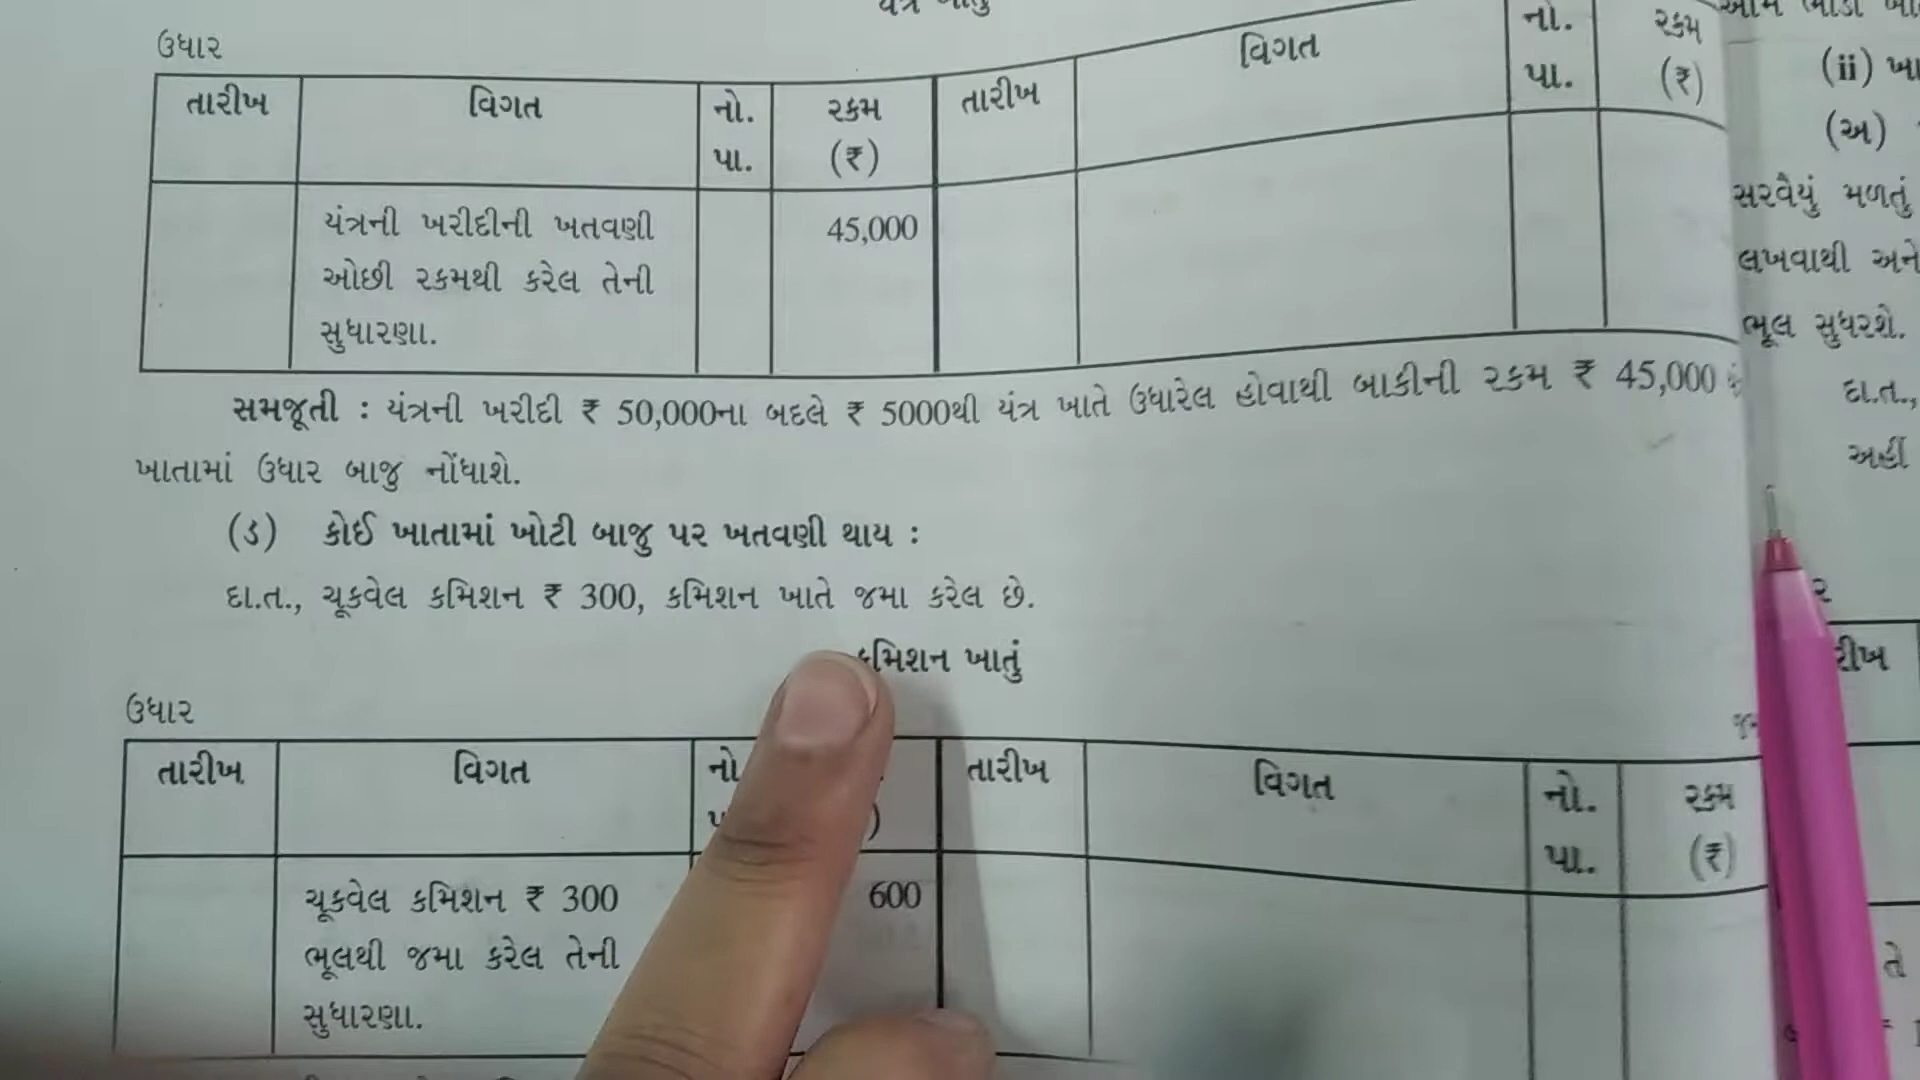 ખાતું
ઉધાર
તારીખ વિગત નો. પા. રકમ (₹) તારીખ વિગત નો. પા. રકમ (₹)
યંત્રની ખરીદીની ખતવણી 45,000
ઓછી રકમથી કરેલ તેની
સુધારણા.
સમજૂતી : યંત્રની ખરીદી ₹ 50,000ના બદલે ₹ 5000થી યંત્ર ખાતે ઉધારેલ હોવાથી બાકીની રકમ ₹ 45,000
ખાતામાં ઉધાર બાજુ નોંધાશે.
(ડ) કોઈ ખાતામાં ખોટી બાજુ પર ખતવણી થાય :
દા.ત., ચૂકવેલ કમિશન ₹ 300, કમિશન ખાતે જમા કરેલ છે.
કમિશન ખાતું
ઉધાર
તારીખ વિગત નો. તારીખ વિગત નો. પા. રકમ (₹)
ચૂકવેલ કમિશન ₹ 300 600
ભૂલથી જમા કરેલ તેની
સુધારણા.
(ii)
(અ)
સરવૈયું મળતું
લખવાથી અને
ભૂલ સુધરશે.
દા.ત.,
અહીં